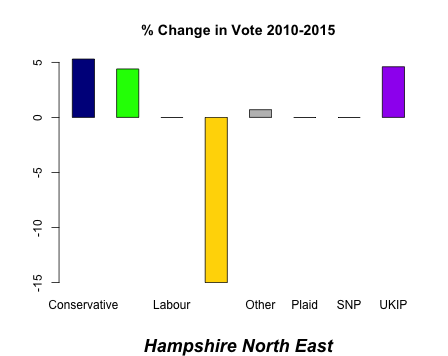 % Change in Vote 2010-2015
5
0
-5
-10
-15
Conservative Labour Other Plaid SNP UKIP
Hampshire North East